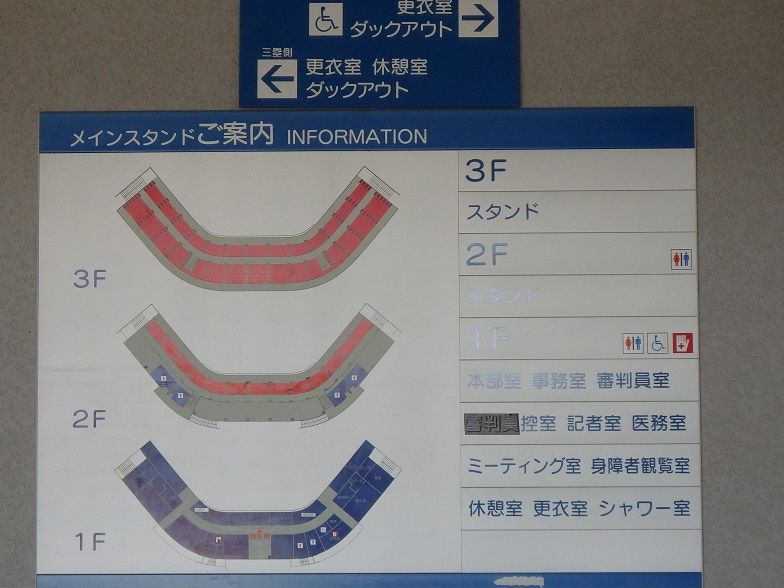 更衣室
ダックアウト
三塁側
更衣室 休憩室
ダックアウト
メインスタンドご案内 INFORMATION
3F
2F
1F
3F
スタンド
2F
スタンド
1F
本部室 事務室 審判員室
審判員控室 記者室 医務室
ミーティング室 身障者観覧室
休憩室 更衣室 シャワー室
現在地